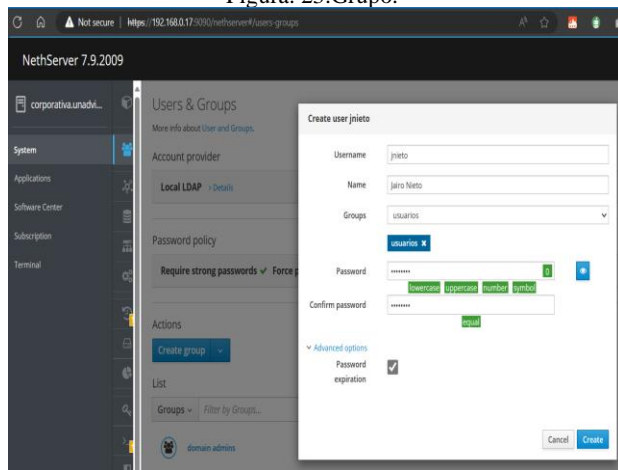 Figura. 25.Grupo.
Not secure | https://192.168.0.17:9090/nethserver#/users-groups
NethServer 7.9.2009
corporativa.unadvi...
System
Applications
Software Center
Subscription
Terminal
Users & Groups
More info about User and Groups.
Account provider
Local LDAP > Details
Password policy
Require strong passwords ✓ Force p
Actions
Create group
List
Groups Filter by Groups...
domain admins
Create user jnieto
Username jnieto
Name Jairo Nieto
Groups usuarios
usuarios x
Password ········
lowercase uppercase number symbol
Confirm password ········
equal
Advanced options
Password
expiration
Cancel Create